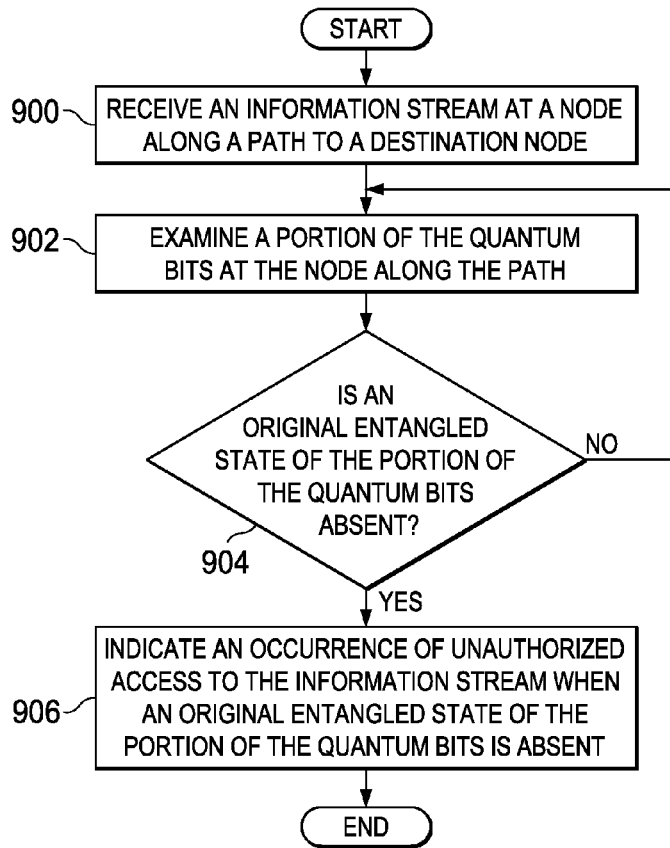 START
900
RECEIVE AN INFORMATION STREAM AT A NODE
ALONG A PATH TO A DESTINATION NODE
902
EXAMINE A PORTION OF THE QUANTUM
BITS AT THE NODE ALONG THE PATH
IS AN
ORIGINAL ENTANGLED
STATE OF THE PORTION OF
THE QUANTUM BITS
ABSENT?
NO
904
YES
906
INDICATE AN OCCURRENCE OF UNAUTHORIZED
ACCESS TO THE INFORMATION STREAM WHEN
AN ORIGINAL ENTANGLED STATE OF THE
PORTION OF THE QUANTUM BITS IS ABSENT
END